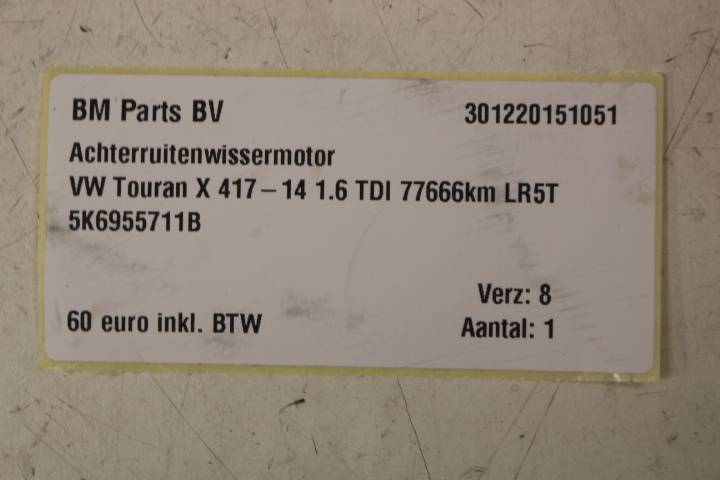 BM Parts BV 301220151051
Achterruitenwissermotor
VW Touran X 417-14 1.6 TDI 77666km LR5T
5K6955711B
Verz: 8
60 euro inkl. BTW Aantal: 1